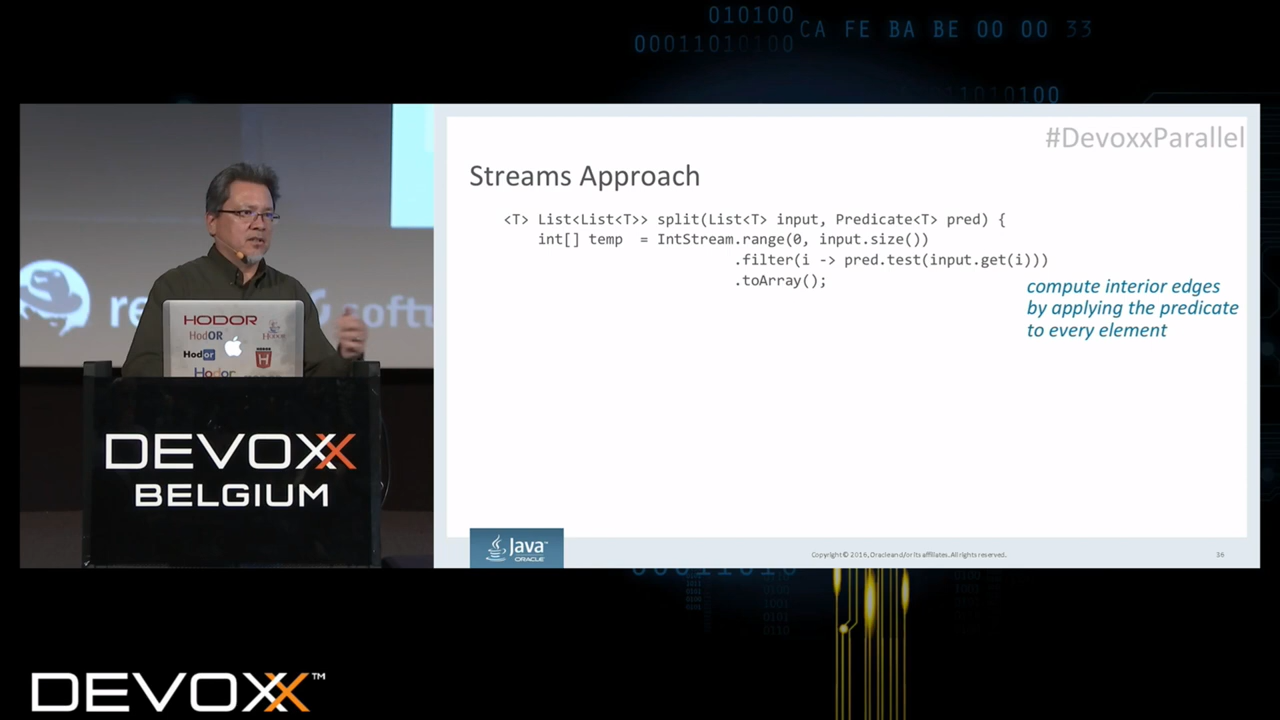 010100
00011010100
CA FE BA BE 00 00 33
11010100
#DevoxxParallel
Streams Approach
<T> List<List<T>> split(List<T> input, Predicate<T> pred) {
int[] temp = IntStream.range(0, input.size())
.filter(i -> pred.test(input.get(i)))
.toArray();
compute interior edges
by applying the predicate
to every element
HODOR
HodOR
Hodor
Hodor
DEVOXX
BELGIUM
Java™
ORACLE
Copyright © 2016, Oracle and/or its affiliates. All rights reserved.
36
DEVOXX™